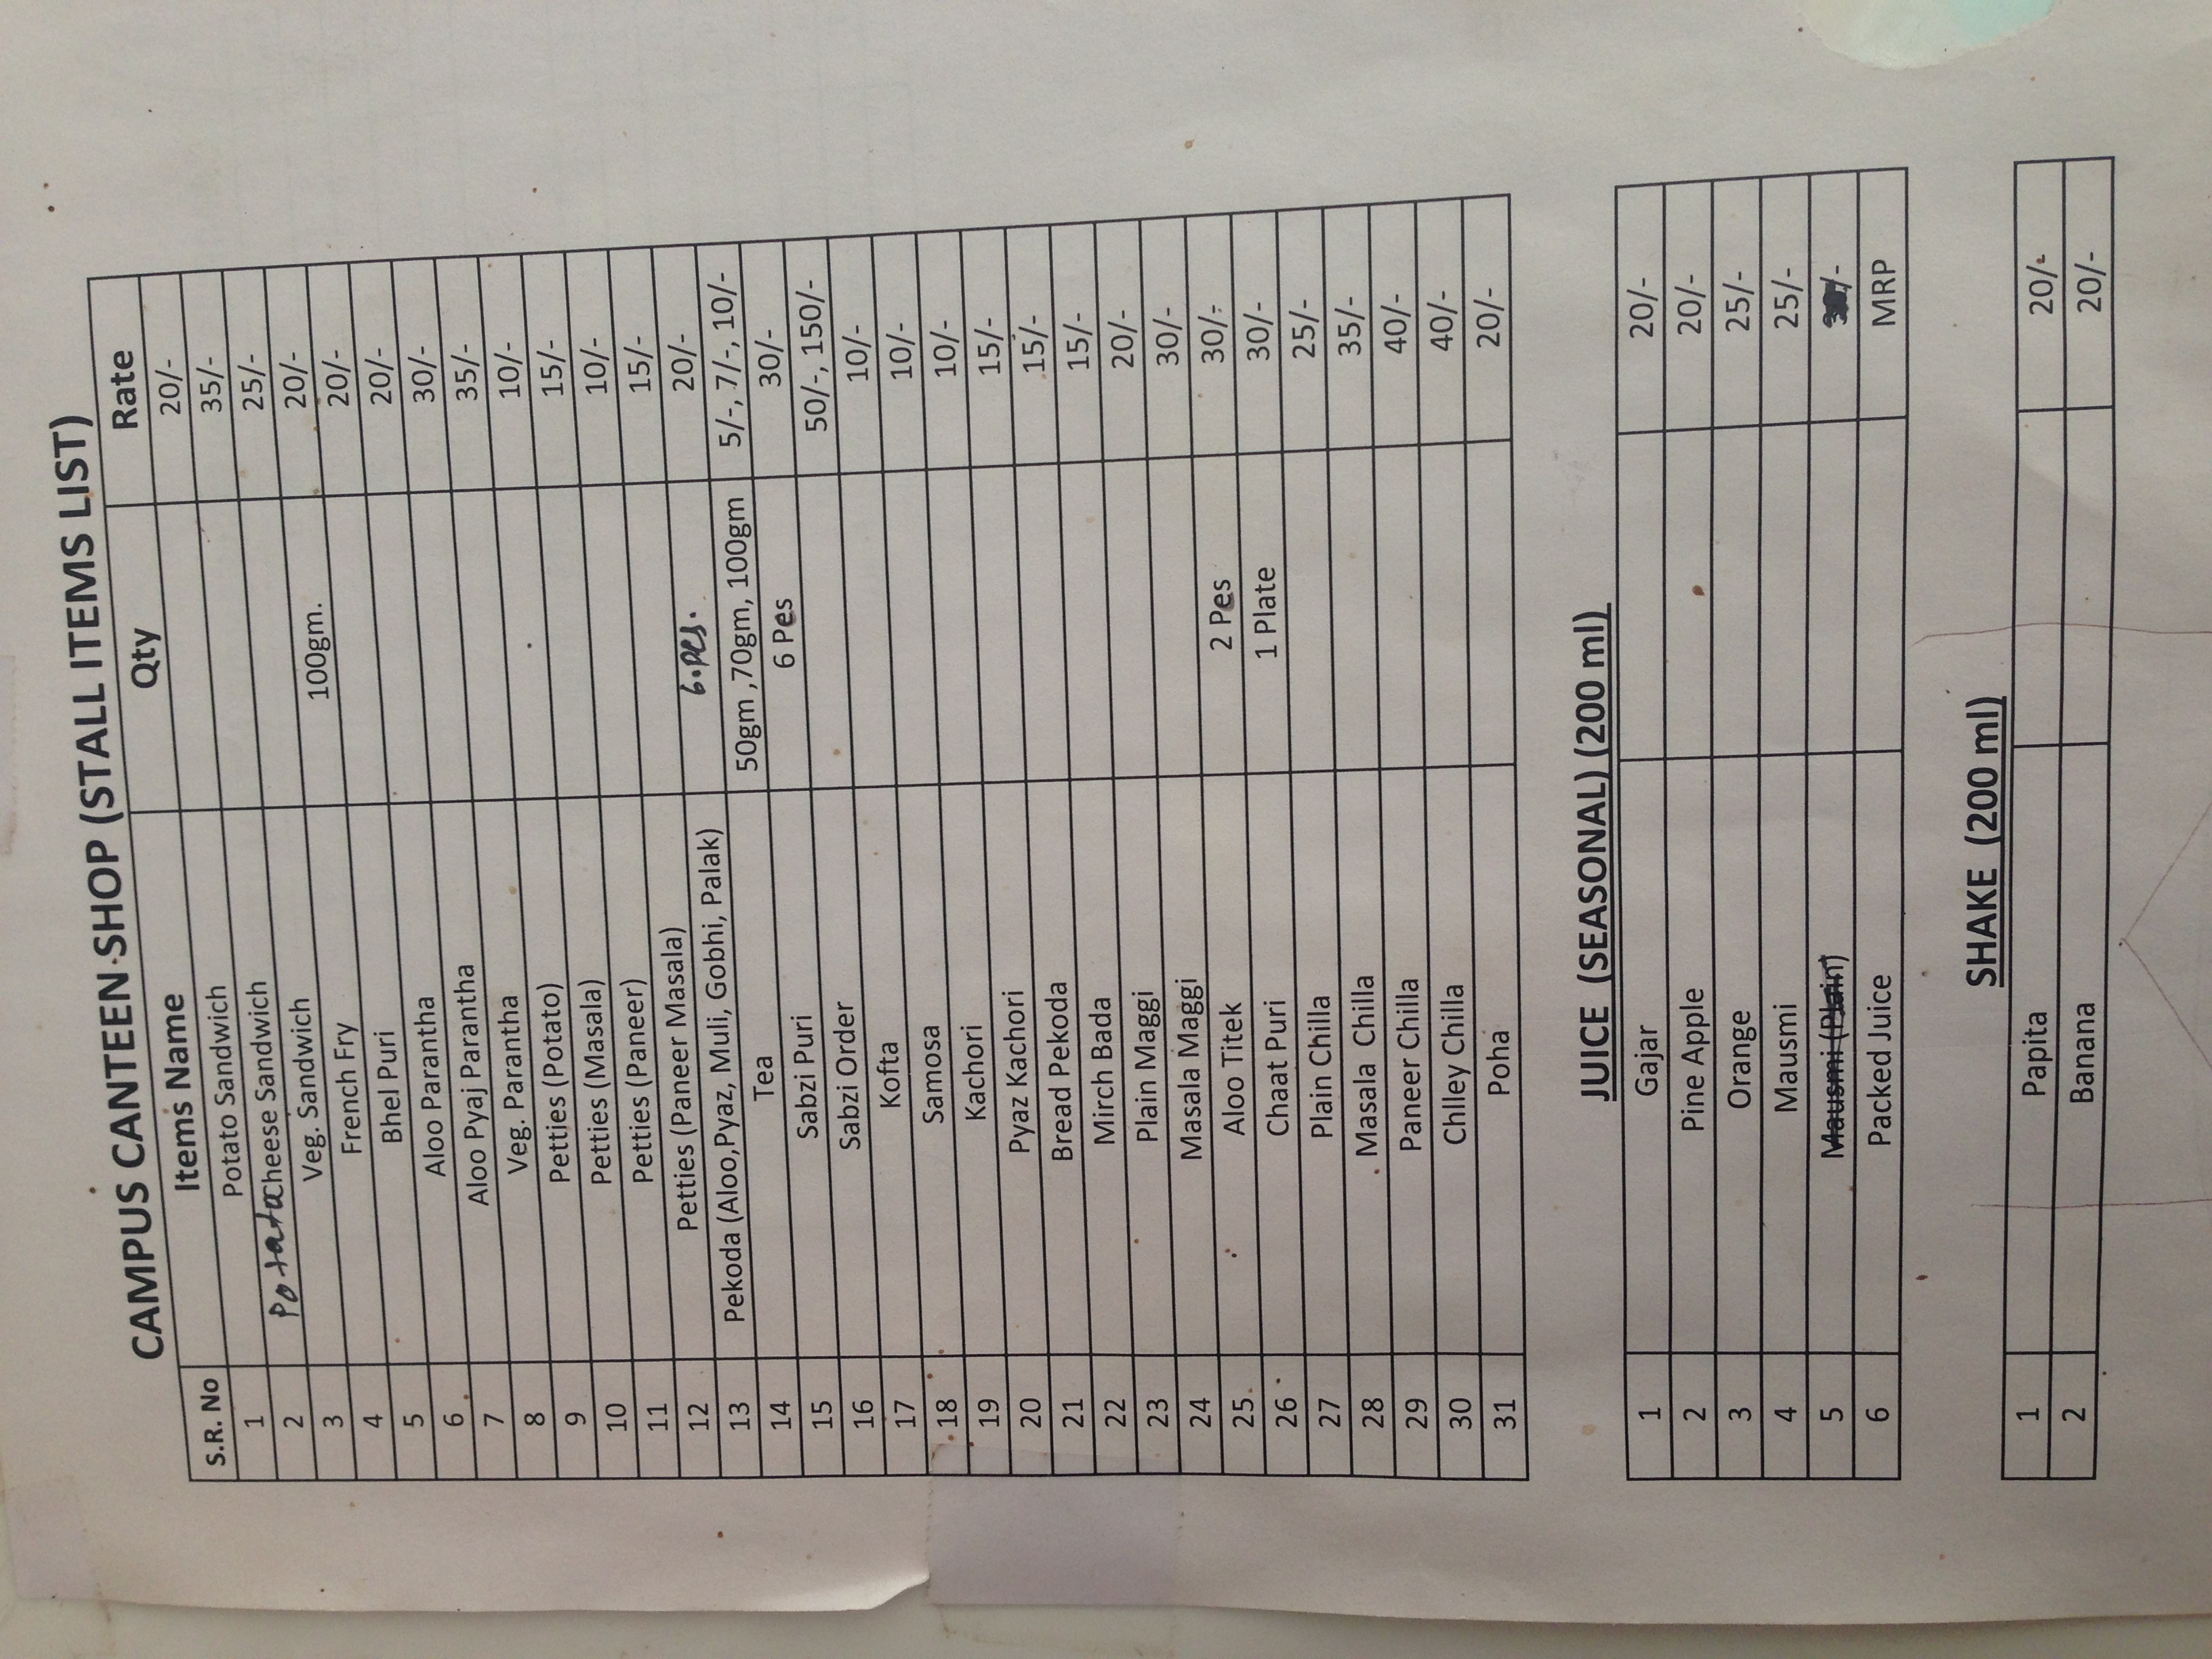 CAMPUS CANTEEN SHOP (STALL ITEMS LIST)
S.R. No Items Name Qty Rate
1 Potato Sandwich 20/-
2 Potato Cheese Sandwich 35/-
3 Veg. Sandwich 25/-
4 French Fry 100gm. 20/-
5 Bhel Puri 20/-
6 Aloo Parantha 20/-
7 Aloo Pyaj Parantha 30/-
8 Veg. Parantha 35/-
9 Petties (Potato) 10/-
10 Petties (Masala) 15/-
11 Petties (Paneer) 10/-
12 Petties (Paneer Masala) 15/-
13 Pekoda (Aloo,Pyaz, Muli, Gobhi, Palak) 6.pcs. 20/-
14 Tea 50gm ,70gm, 100gm 5/-, 7/-, 10/-
15 Sabzi Puri 6 Pes 30/-
16 Sabzi Order 50/-, 150/-
17 Kofta 10/-
18 Samosa 10/-
19 Kachori 10/-
20 Pyaz Kachori 15/-
21 Bread Pekoda 15/-
22 Mirch Bada 15/-
23 Plain Maggi 20/-
24 Masala Maggi 30/-
25 Aloo Titek 2 Pes 30/-
26 Chaat Puri 1 Plate 30/-
27 Plain Chilla 25/-
28 Masala Chilla 35/-
29 Paneer Chilla 40/-
30 Chlley Chilla 40/-
31 Poha 20/-
JUICE (SEASONAL) (200 ml)
1 Gajar 20/-
2 Pine Apple 20/-
3 Orange 25/-
4 Mausmi 25/-
5 Mausmi (Plain) /-
6 Packed Juice MRP
SHAKE (200 ml)
1 Papita 20/-
2 Banana 20/-